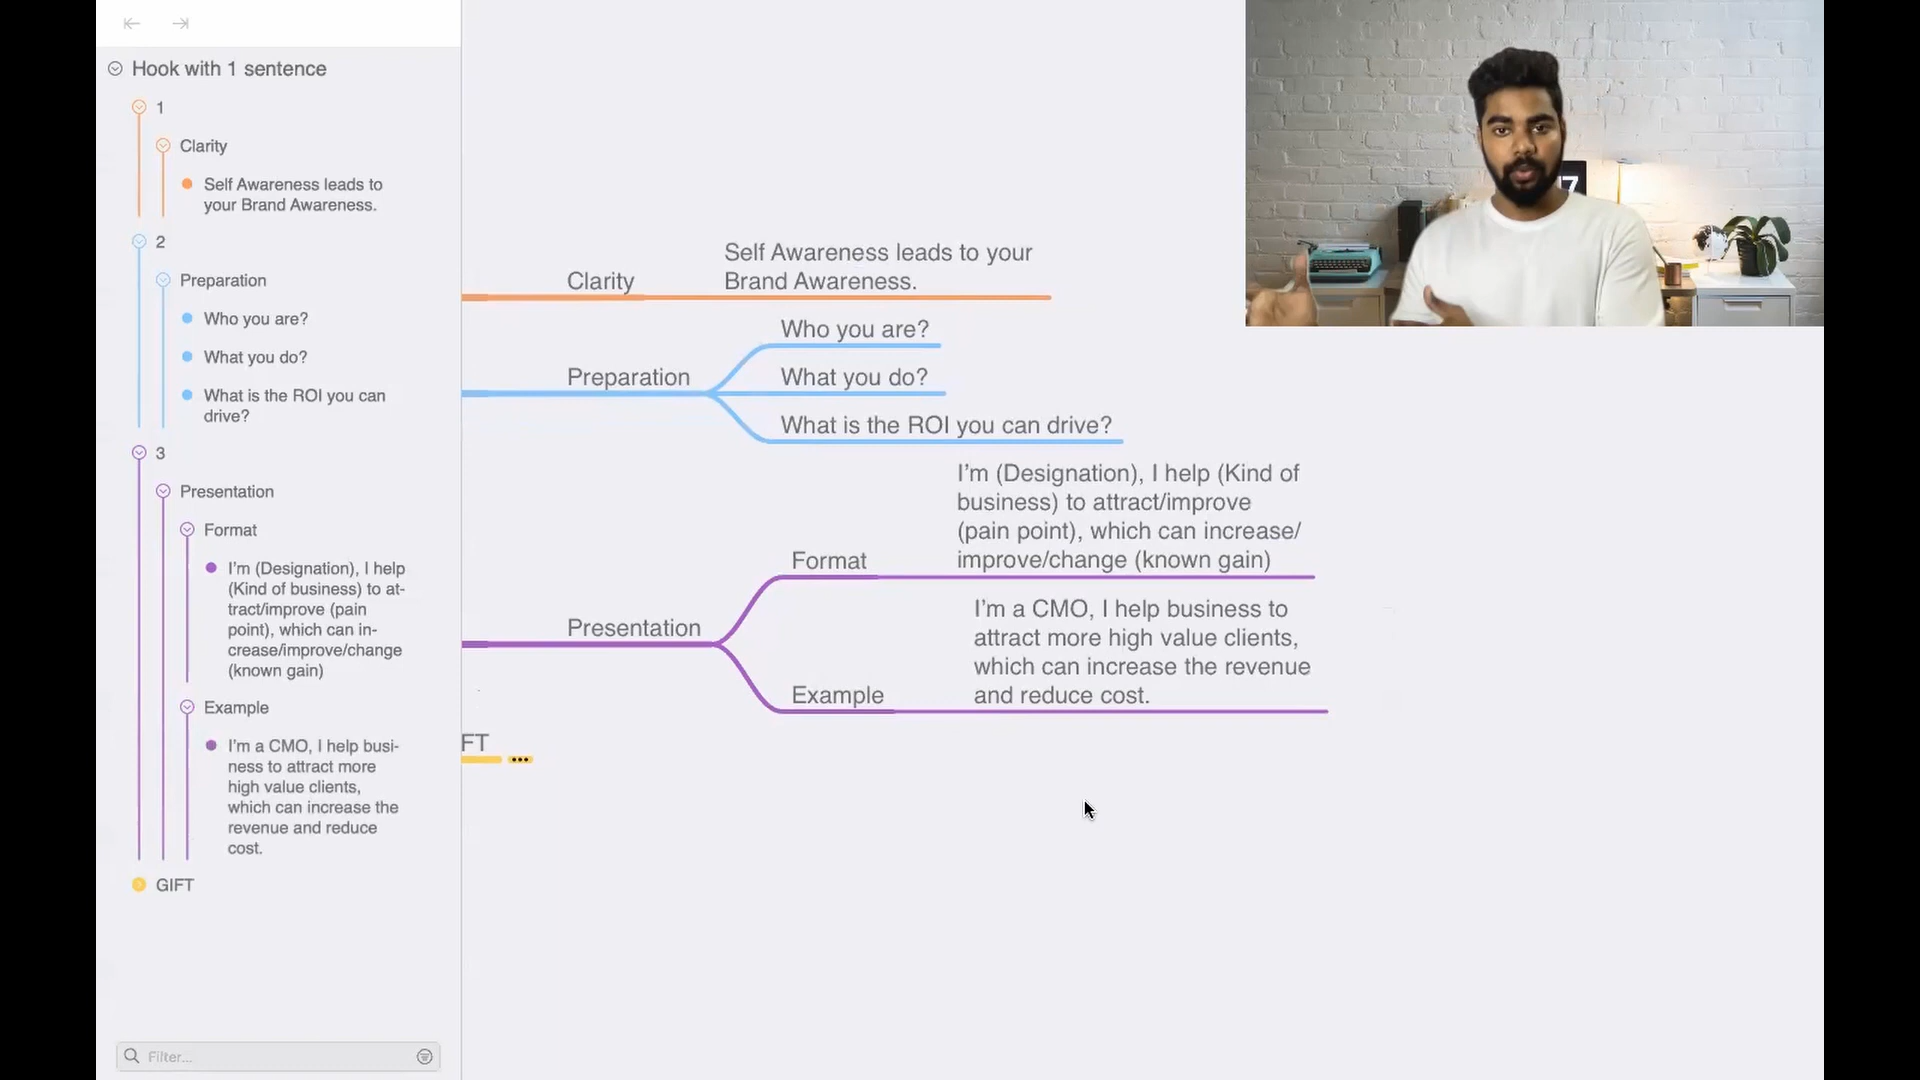 Hook with 1 sentence
1
Clarity
Self Awareness leads to
your Brand Awareness.
2
Preparation
Who you are?
What you do?
What is the ROI you can
drive?
3
Presentation
Format
I'm (Designation), I help
(Kind of business) to at-
tract/improve (pain
point), which can in-
crease/improve/change
(known gain)
Example
I'm a CMO, I help busi-
ness to attract more
high value clients,
which can increase the
revenue and reduce
cost.
GIFT
Filter...
Clarity
Self Awareness leads to your
Brand Awareness.
Preparation
Who you are?
What you do?
What is the ROI you can drive?
Presentation
Format
I'm (Designation), I help (Kind of
business) to attract/improve
(pain point), which can increase/
improve/change (known gain)
Example
I'm a CMO, I help business to
attract more high value clients,
which can increase the revenue
and reduce cost.
FT
17